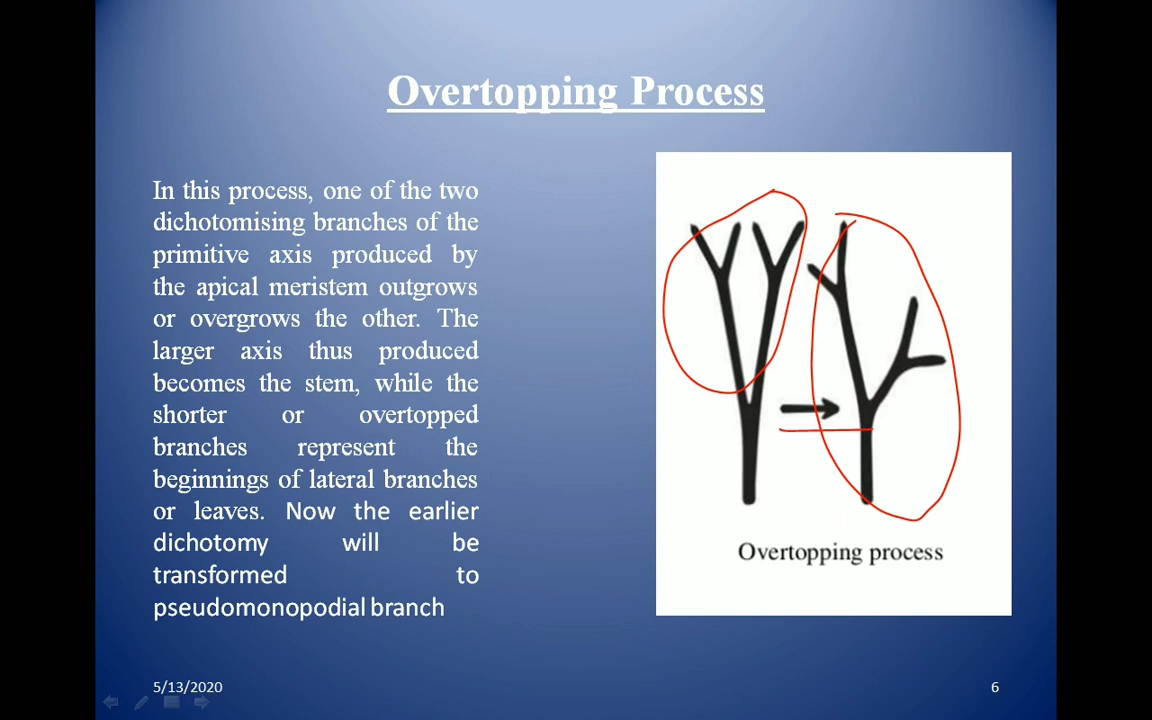 Overtopping Process
In this process, one of the two
dichotomising branches of the
primitive axis produced by
the apical meristem outgrows
or overgrows the other. The
larger axis thus produced
becomes the stem, while the
shorter or overtopped
branches represent the
beginnings of lateral branches
or leaves. Now the earlier
dichotomy will be
transformed to
pseudomonopodial branch
Overtopping process
5/13/2020
6